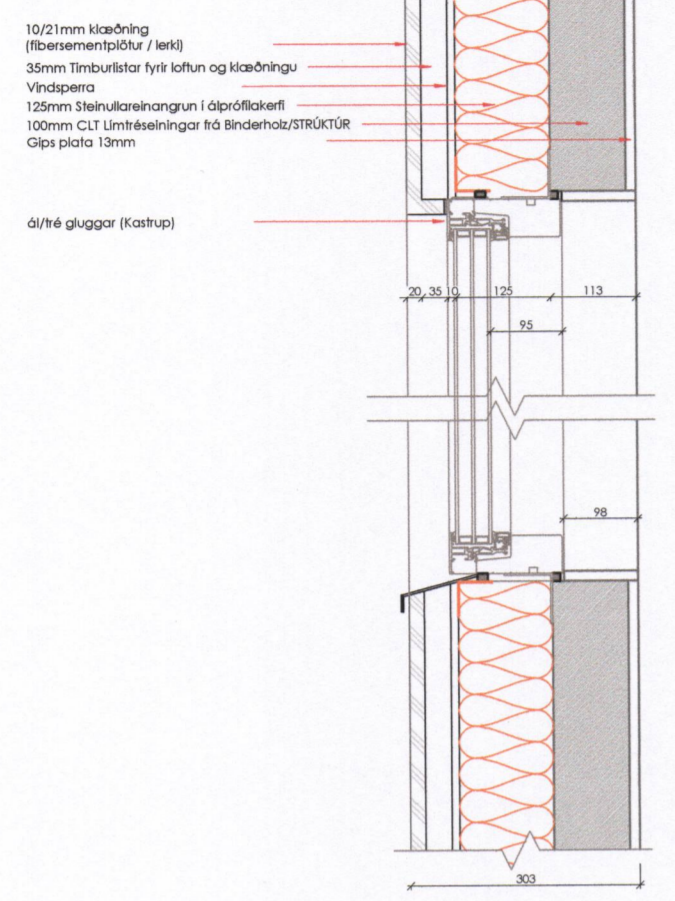 10/21mm klæðning
(fibersementplötur / lerki)
35mm Timburlistar fyrir loftun og klæðningu
Vindsperra
125mm Steinullareinangrun í álprófílakerfi
100mm CLT Límtréseiningar frá Binderholz/STRÚKTÚR
Gips plata 13mm
ál/tré gluggar (Kastrup)
20 35 10 125 113
95
98
303